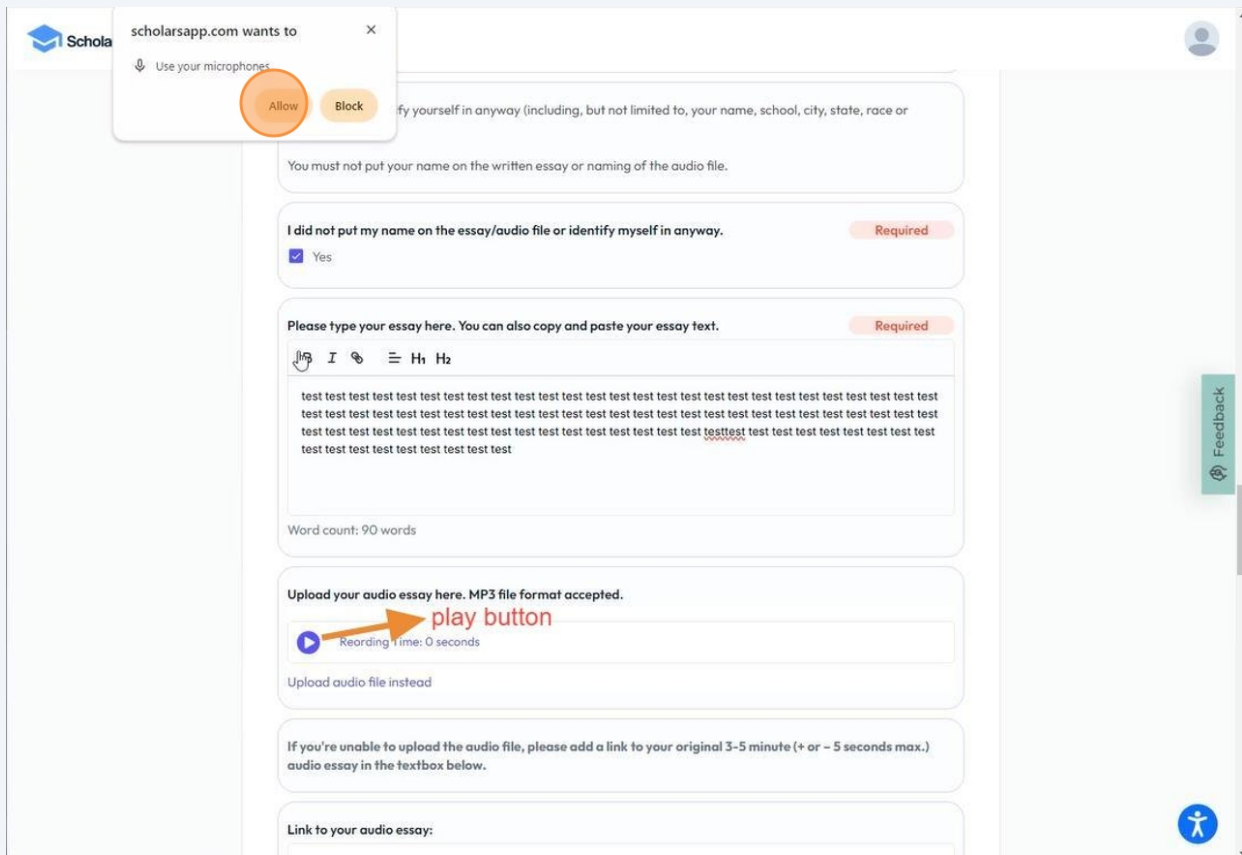 Schola
scholarsapp.com wants to
Use your microphones
Allow
Block
fy yourself in anyway (including, but not limited to, your name, school, city, state, race or
You must not put your name on the written essay or naming of the audio file.
I did not put my name on the essay/audio file or identify myself in anyway.
Required
Yes
Please type your essay here. You can also copy and paste your essay text.
Required
B I H1 H2
test test test test test test test test test test test test test test test test test test test test test test test test test test test
test test test test test test test test test test test test test test test test test test test test test test test test test test test
test test test test test test test test test test test test test test test test test testtest test test test test test test test test
test test test test test test test test test
Word count: 90 words
Upload your audio essay here. MP3 file format accepted.
play button
Reording Time: 0 seconds
Upload audio file instead
If you're unable to upload the audio file, please add a link to your original 3-5 minute (+ or – 5 seconds max.)
audio essay in the textbox below.
Link to your audio essay:
Feedback